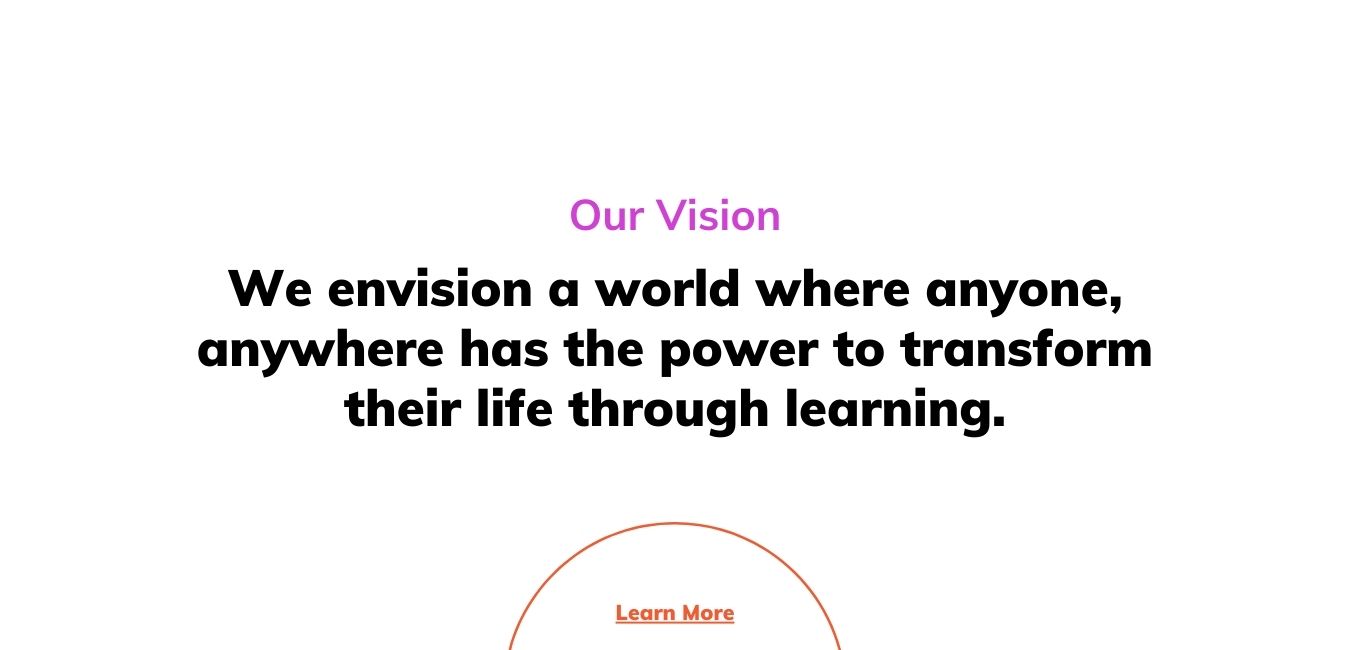 Our Vision
We envision a world where anyone,
anywhere has the power to transform
their life through learning.
Learn More